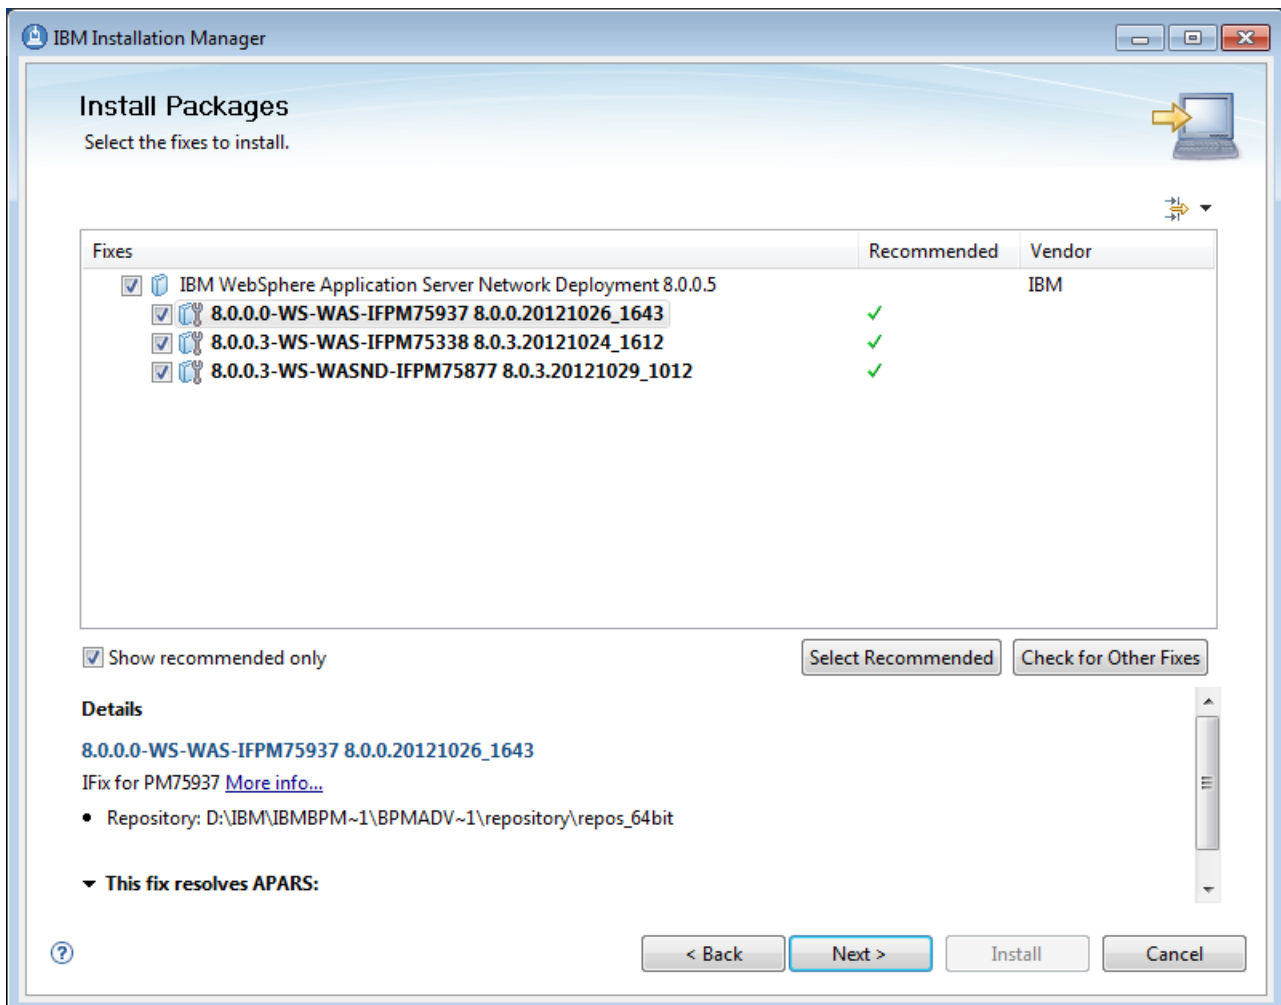 IBM Installation Manager
Install Packages
Select the fixes to install.
Fixes Recommended Vendor
IBM WebSphere Application Server Network Deployment 8.0.0.5 IBM
8.0.0.0-WS-WAS-IFPM75937 8.0.0.20121026_1643
8.0.0.3-WS-WAS-IFPM75338 8.0.3.20121024_1612
8.0.0.3-WS-WASND-IFPM75877 8.0.3.20121029_1012
Show recommended only Select Recommended Check for Other Fixes
Details
8.0.0.0-WS-WAS-IFPM75937 8.0.0.20121026_1643
IFix for PM75937 More info...
• Repository: D:\IBM\IBMBPM~1\BPMADV~1\repository\repos_64bit
This fix resolves APARS:
? < Back Next > Install Cancel